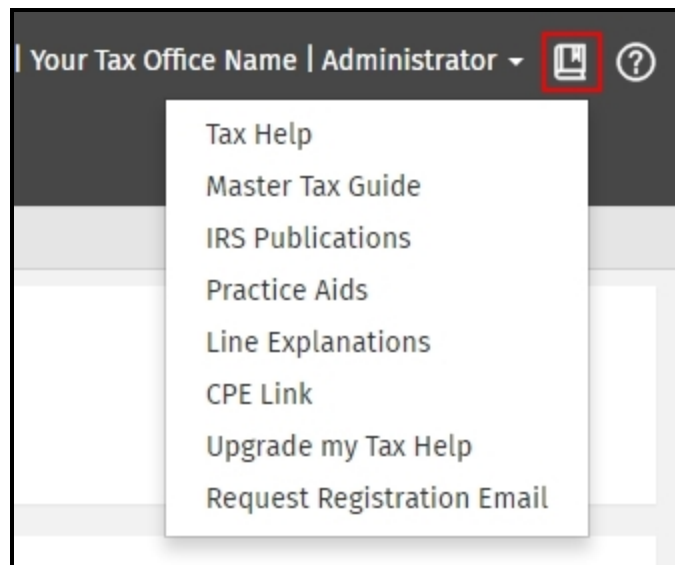 | Your Tax Office Name | Administrator
Tax Help
Master Tax Guide
IRS Publications
Practice Aids
Line Explanations
CPE Link
Upgrade my Tax Help
Request Registration Email